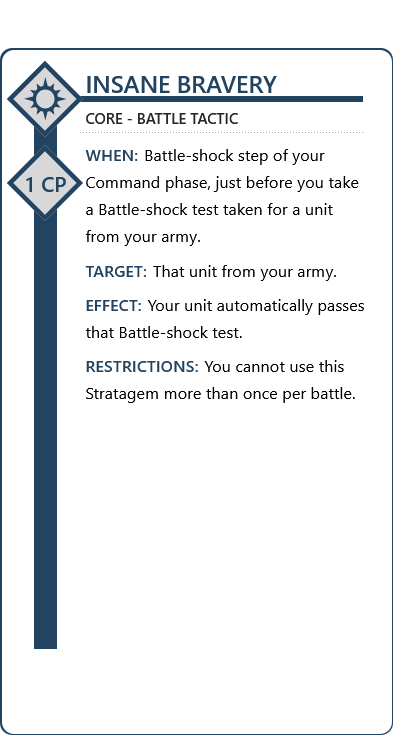 INSANE BRAVERY
CORE - BATTLE TACTIC
1 CP
WHEN: Battle-shock step of your
Command phase, just before you take
a Battle-shock test taken for a unit
from your army.
TARGET: That unit from your army.
EFFECT: Your unit automatically passes
that Battle-shock test.
RESTRICTIONS: You cannot use this
Stratagem more than once per battle.